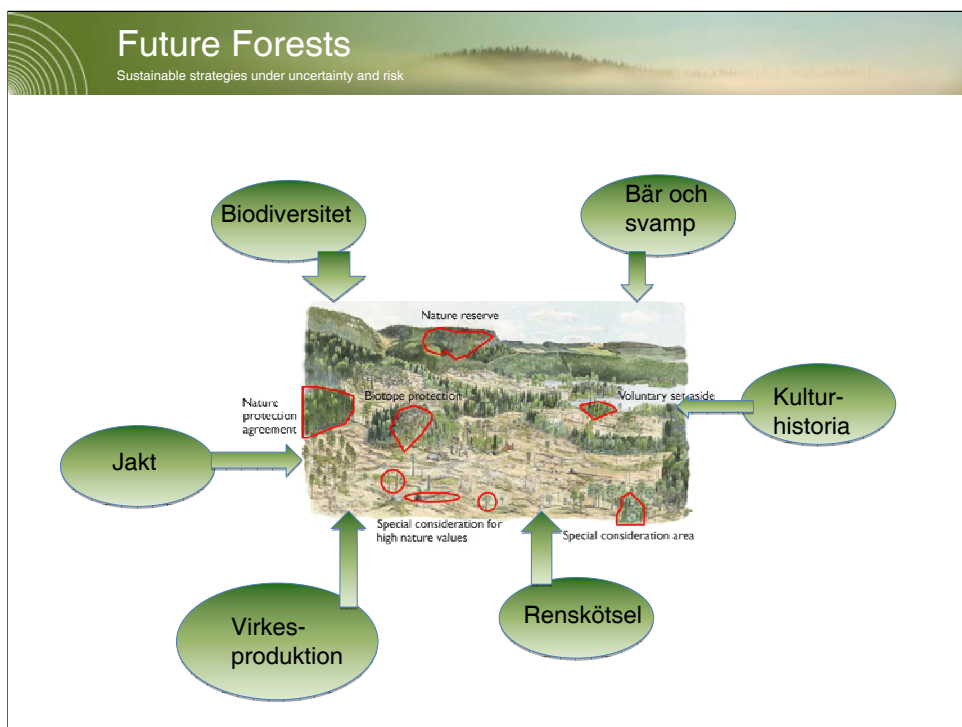 Future Forests
Sustainable strategies under uncertainty and risk
Biodiversitet
Bär och
svamp
Nature reserve
Nature
protection
agreement
Biotope protection
Voluntary set-aside
Kultur-
historia
Jakt
Special consideration for
high nature values
Special consideration area
Virkes-
produktion
Renskötsel